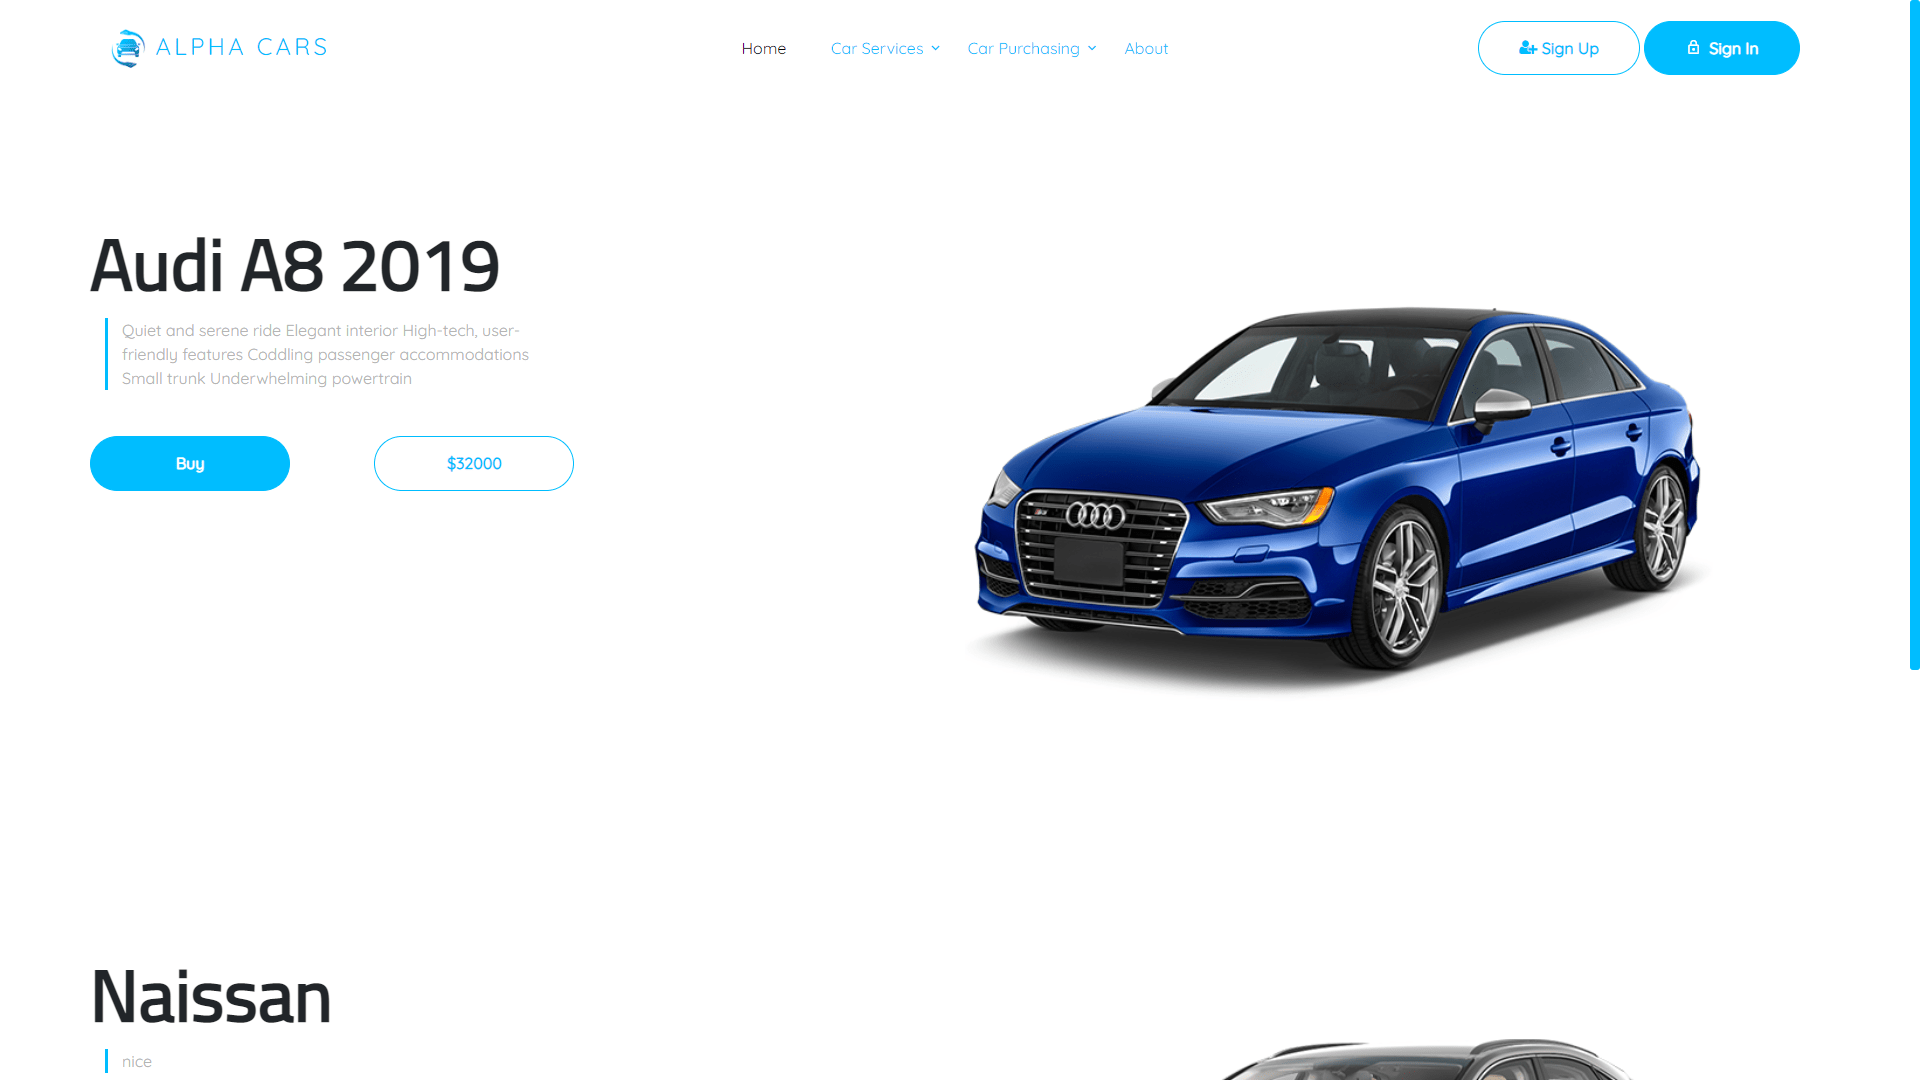 ALPHA CARS
Home
Car Services
Car Purchasing
About
Sign Up
Sign In
Audi A8 2019
Quiet and serene ride Elegant interior High-tech, user-
friendly features Coddling passenger accommodations
Small trunk Underwhelming powertrain
Buy
$32000
Naissan
nice